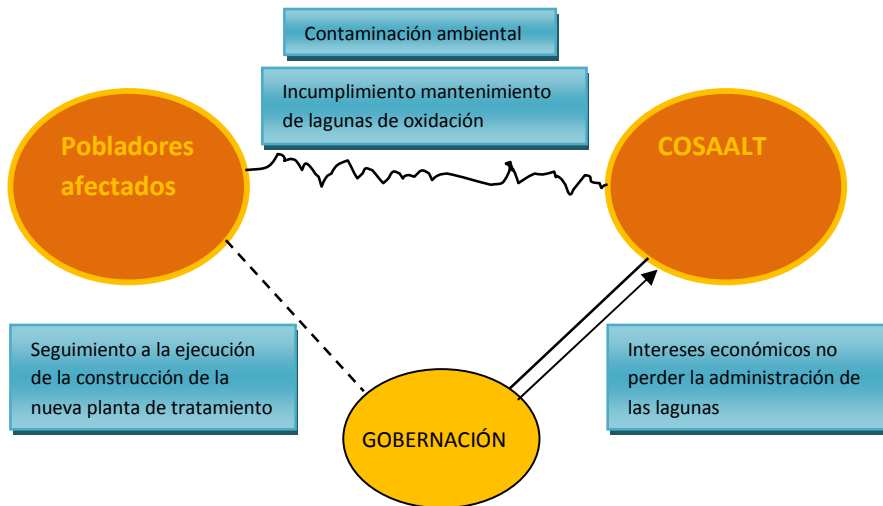 Contaminación ambiental
Incumplimiento mantenimiento
de lagunas de oxidación
Pobladores
afectados
COSAALT
Seguimiento a la ejecución
de la construcción de la
nueva planta de tratamiento
Intereses económicos no
perder la administración de
las lagunas
GOBERNACIÓN